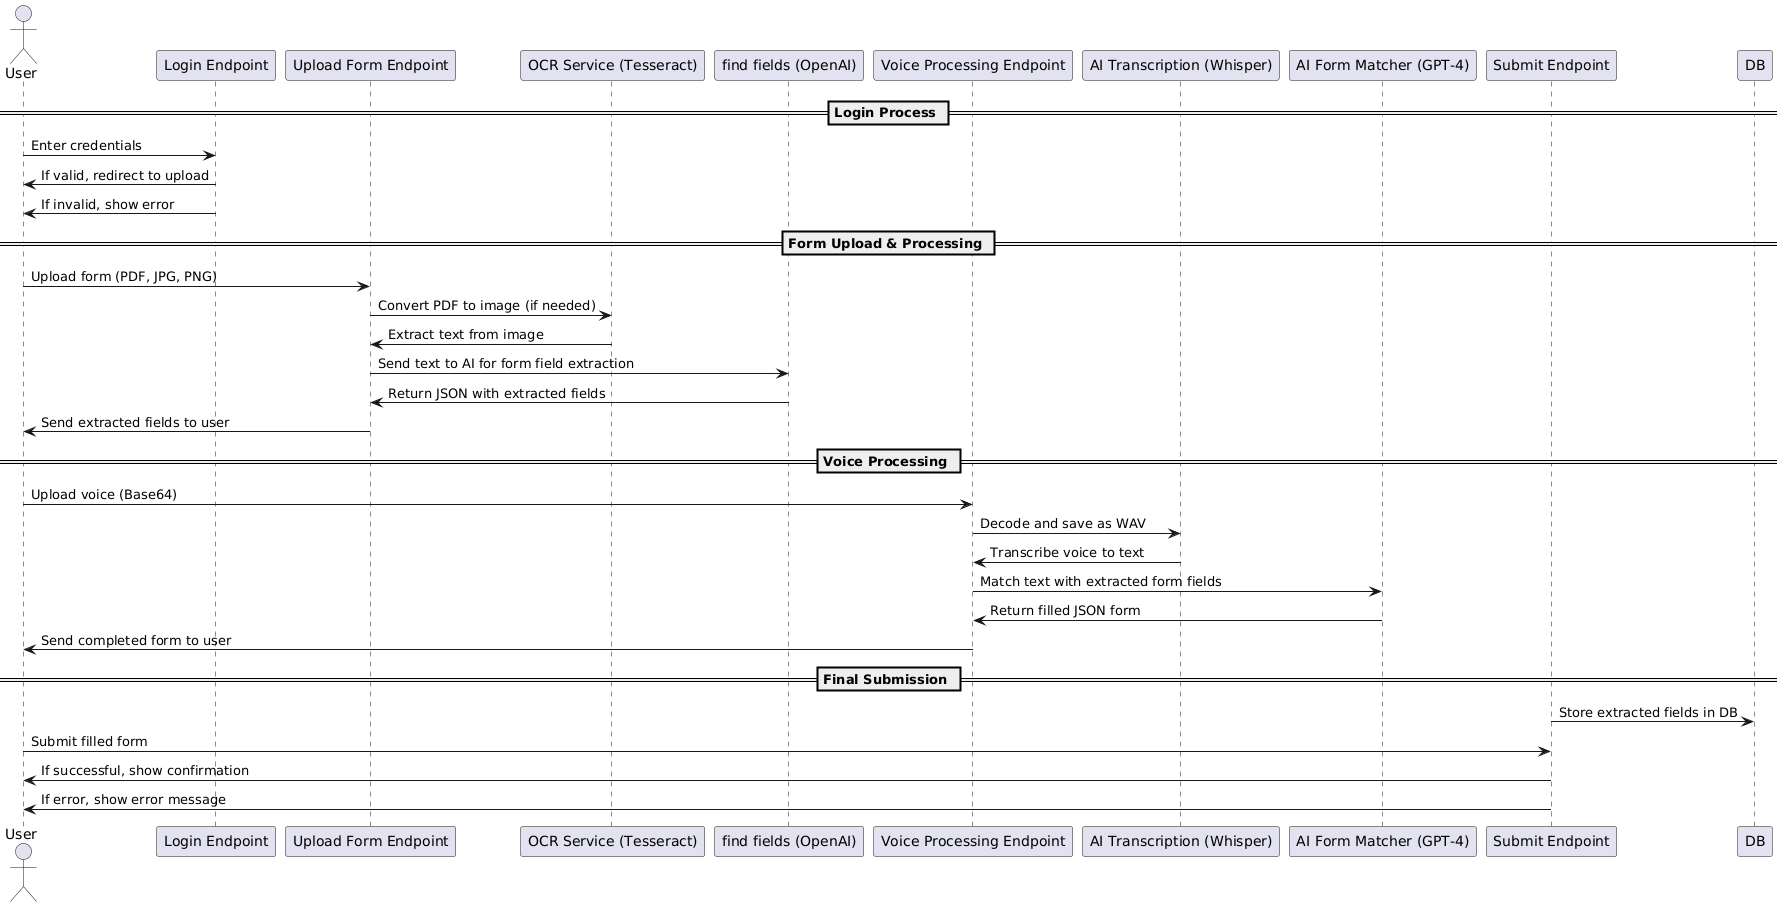 User
Login Endpoint
Upload Form Endpoint
OCR Service (Tesseract)
find fields (OpenAI)
Voice Processing Endpoint
AI Transcription (Whisper)
AI Form Matcher (GPT-4)
Submit Endpoint
DB
Login Process
Enter credentials
If valid, redirect to upload
If invalid, show error
Form Upload & Processing
Upload form (PDF, JPG, PNG)
Convert PDF to image (if needed)
Extract text from image
Send text to AI for form field extraction
Return JSON with extracted fields
Send extracted fields to user
Voice Processing
Upload voice (Base64)
Decode and save as WAV
Transcribe voice to text
Match text with extracted form fields
Return filled JSON form
Send completed form to user
Final Submission
Store extracted fields in DB
Submit filled form
If successful, show confirmation
If error, show error message
User
Login Endpoint
Upload Form Endpoint
OCR Service (Tesseract)
find fields (OpenAI)
Voice Processing Endpoint
AI Transcription (Whisper)
AI Form Matcher (GPT-4)
Submit Endpoint
DB